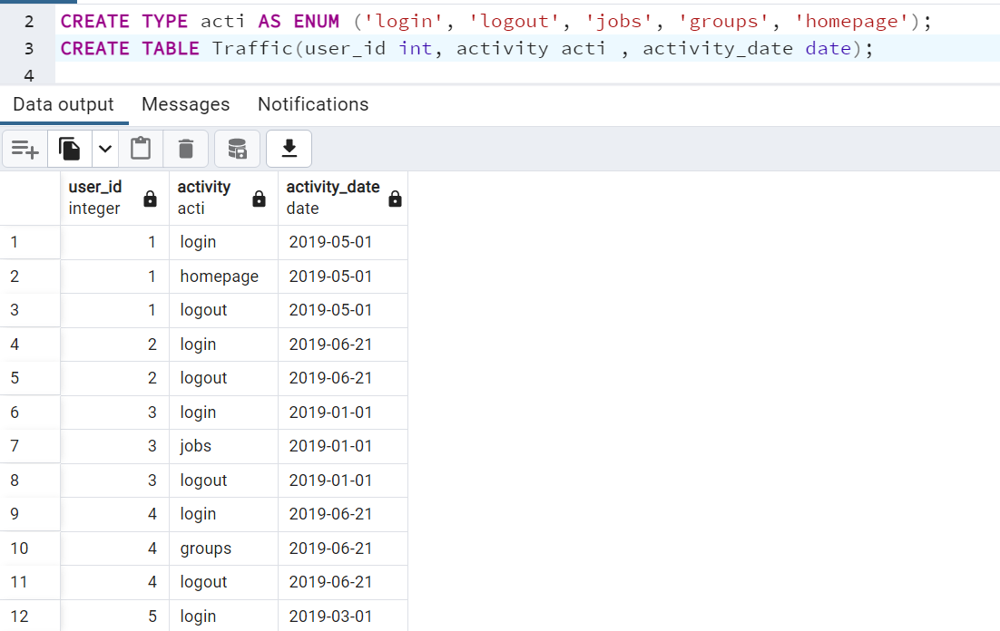 2 CREATE TYPE acti AS ENUM ('login', 'logout', 'jobs', 'groups', 'homepage');
3 CREATE TABLE Traffic(user_id int, activity acti , activity_date date);
4
Data output Messages Notifications
user_id activity activity_date
integer acti date
1 1 login 2019-05-01
2 1 homepage 2019-05-01
3 1 logout 2019-05-01
4 2 login 2019-06-21
5 2 logout 2019-06-21
6 3 login 2019-01-01
7 3 jobs 2019-01-01
8 3 logout 2019-01-01
9 4 login 2019-06-21
10 4 groups 2019-06-21
11 4 logout 2019-06-21
12 5 login 2019-03-01